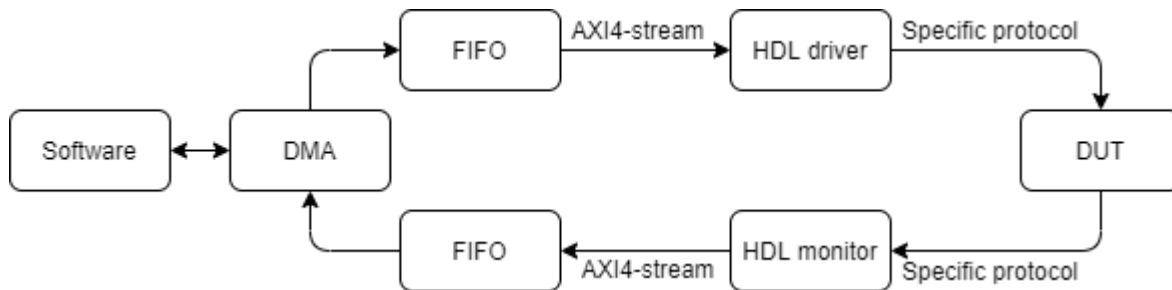 FIFO
AXI4-stream
HDL driver
Specific protocol
Software
DMA
DUT
FIFO
AXI4-stream
HDL monitor
Specific protocol